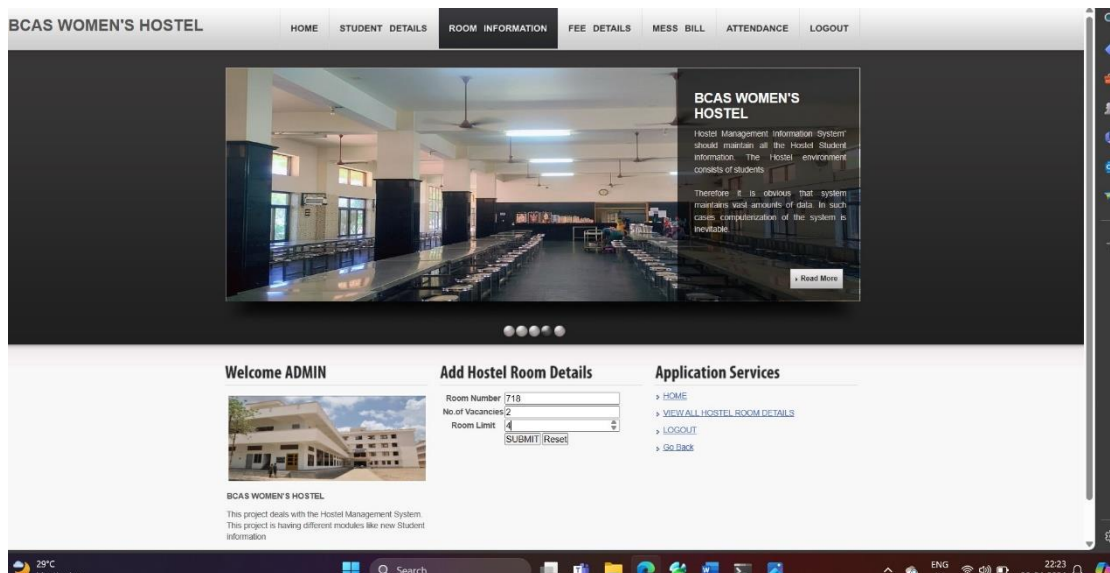 BCAS WOMEN'S HOSTEL
HOME STUDENT DETAILS ROOM INFORMATION FEE DETAILS MESS BILL ATTENDANCE LOGOUT
BCAS WOMEN'S
HOSTEL
Hostel Management Information System'
should maintain all the Hostel Student
information. The Hostel environment
consists of students
Therefore it is obvious that system
maintains vast amounts of data. In such
cases computerization of the system is
inevitable.
Read More
Welcome ADMIN
BCAS WOMEN'S HOSTEL
This project deals with the Hostel Management System.
This project is having different modules like new Student
information
Add Hostel Room Details
Room Number 718
No.of Vacancies 2
Room Limit 4
SUBMIT Reset
Application Services
HOME
VIEW ALL HOSTEL ROOM DETAILS
LOGOUT
Go Back
29°C
Search
ENG
22:23